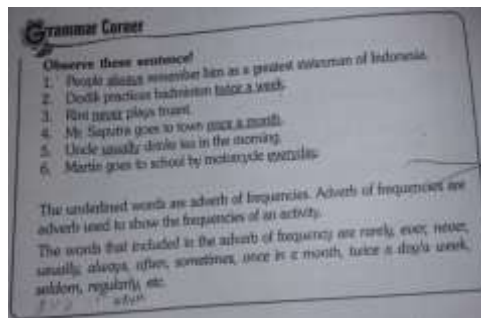 Grammar Corner
Observe these sentence!
1. People always remember him as a greatest statesman of Indonesia.
2. Dodik practices badminton twice a week.
3. Rini never plays truant.
4. Mr. Saputra goes to town once a month.
5. Uncle usually drinks tea in the morning.
6. Martin goes to school by motorcycle everyday.
The underlined words are adverb of frequencies. Adverb of frequencies are
adverb used to show the frequencies of an activity.
The words that included in the adverb of frequency are rarely, ever, never,
usually, always, often, sometimes, once in a month, twice a day/a week,
seldom, regularly, etc.